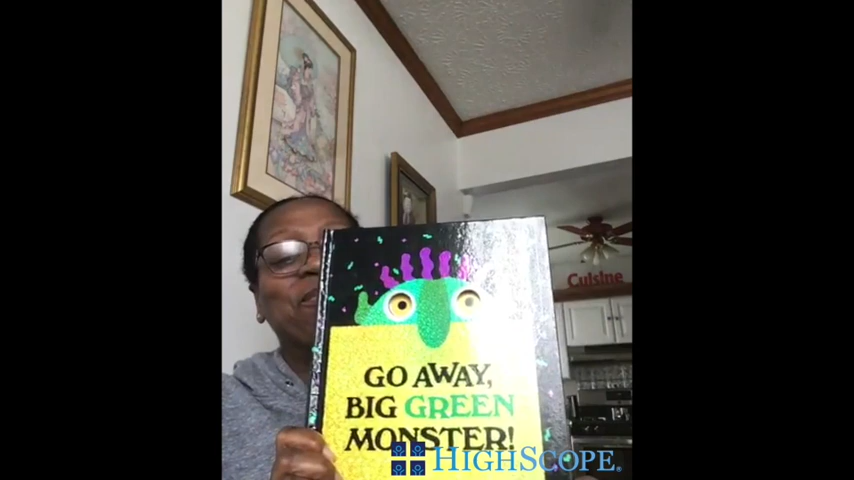 Cuisine
GO AWAY,
BIG GREEN
MONSTER!
HIGHSCOPE®